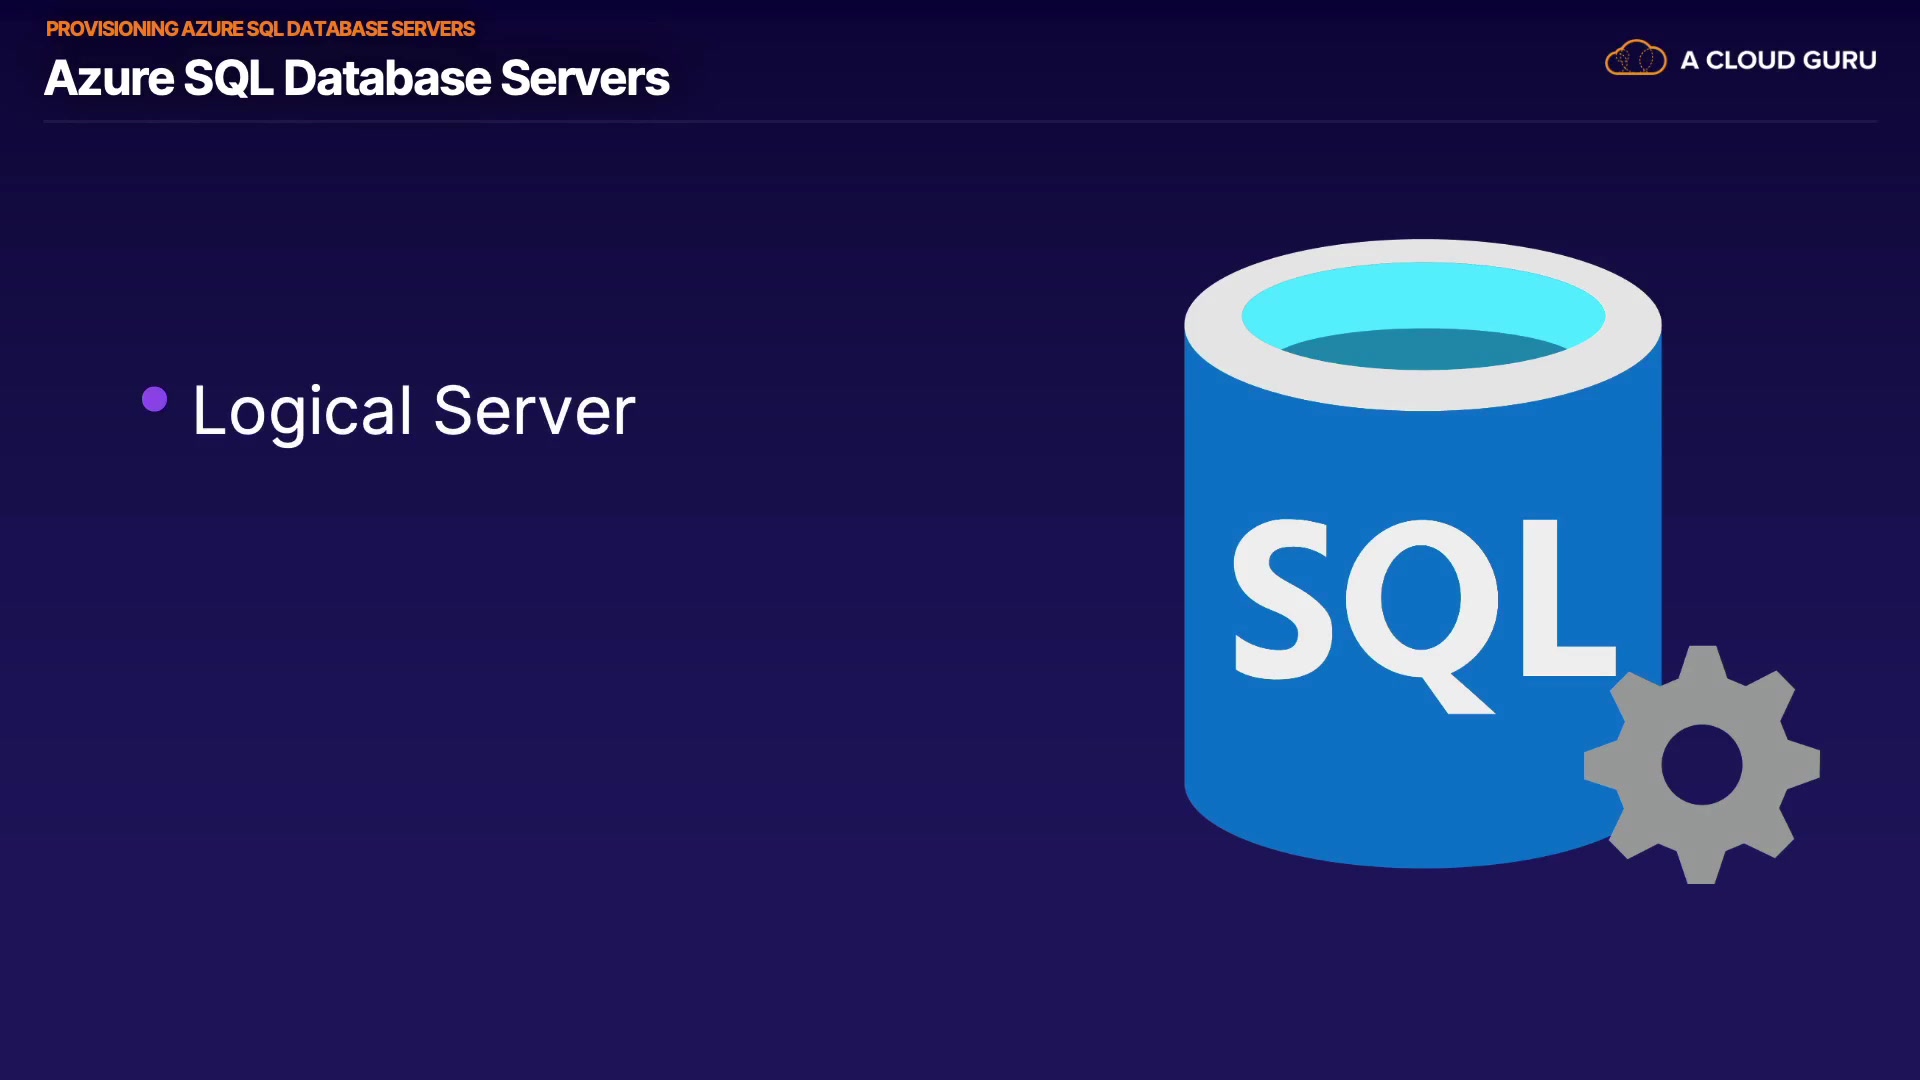 PROVISIONING AZURE SQL DATABASE SERVERS
Azure SQL Database Servers
A CLOUD GURU
Logical Server
SQL